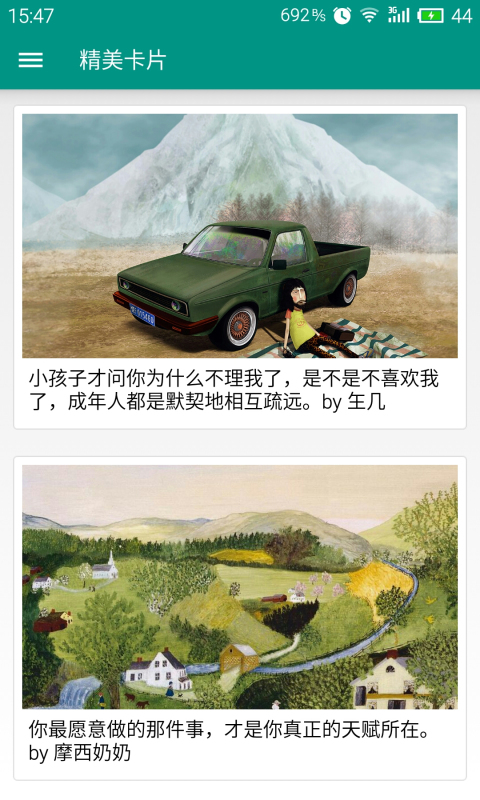 15:47 692B/s 3G 44
精美卡片
小孩子才问你为什么不理我了，是不是不喜欢我
了，成年人都是默契地相互疏远。by 生几
你最愿意做的那件事，才是你真正的天赋所在。
by 摩西奶奶